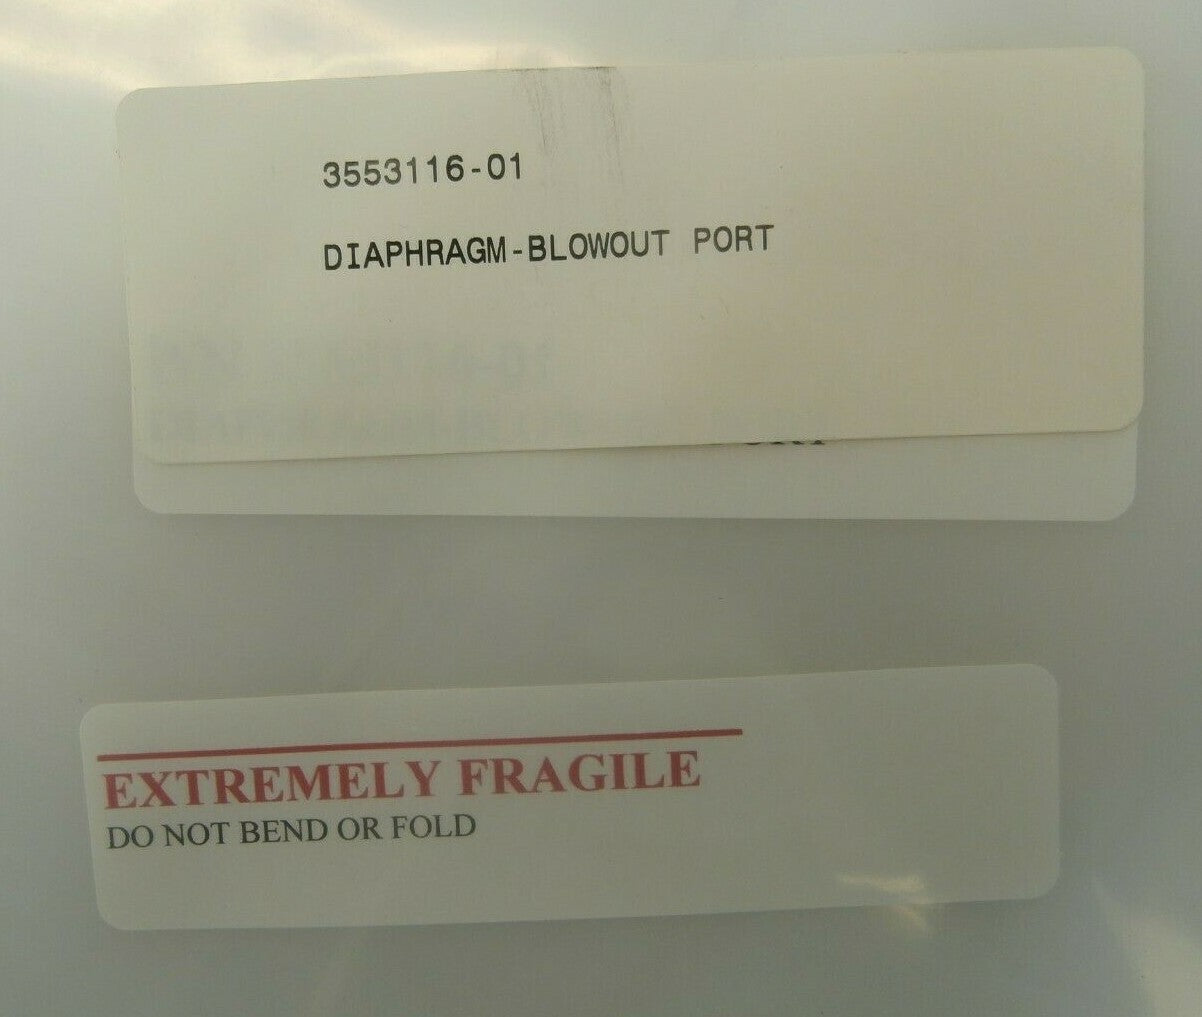 3553116-01
DIAPHRAGM-BLOWOUT PORT
EXTREMELY FRAGILE
DO NOT BEND OR FOLD